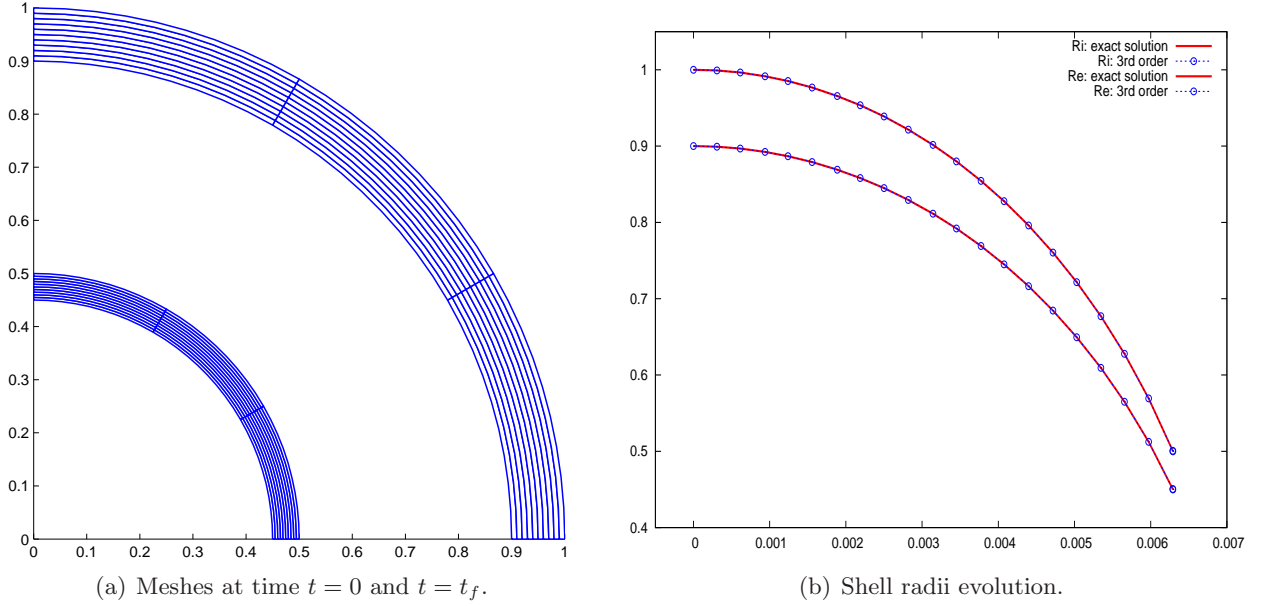 1
0.9
0.8
0.7
0.6
0.5
0.4
0.3
0.2
0.1
0
0 0.1 0.2 0.3 0.4 0.5 0.6 0.7 0.8 0.9 1
(a) Meshes at time t = 0 and t = t_f.
Ri: exact solution
Ri: 3rd order
Re: exact solution
Re: 3rd order
1
0.9
0.8
0.7
0.6
0.5
0.4
0 0.001 0.002 0.003 0.004 0.005 0.006 0.007
(b) Shell radii evolution.